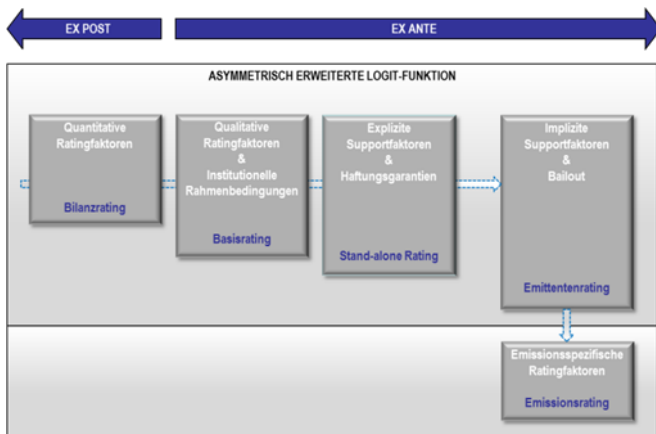 EX POST
EX ANTE
ASYMMETRISCH ERWEITERTE LOGIT-FUNKTION
Quantitative
Ratingfaktoren
Bilanzrating
Qualitative
Ratingfaktoren
&
Institutionelle
Rahmenbedingungen
Basisrating
Explizite
Supportfaktoren
&
Haftungsgarantien
Stand-alone Rating
Implizite
Supportfaktoren
&
Bailout
Emittentenrating
Emissionsspezifische
Ratingfaktoren
Emissionsrating